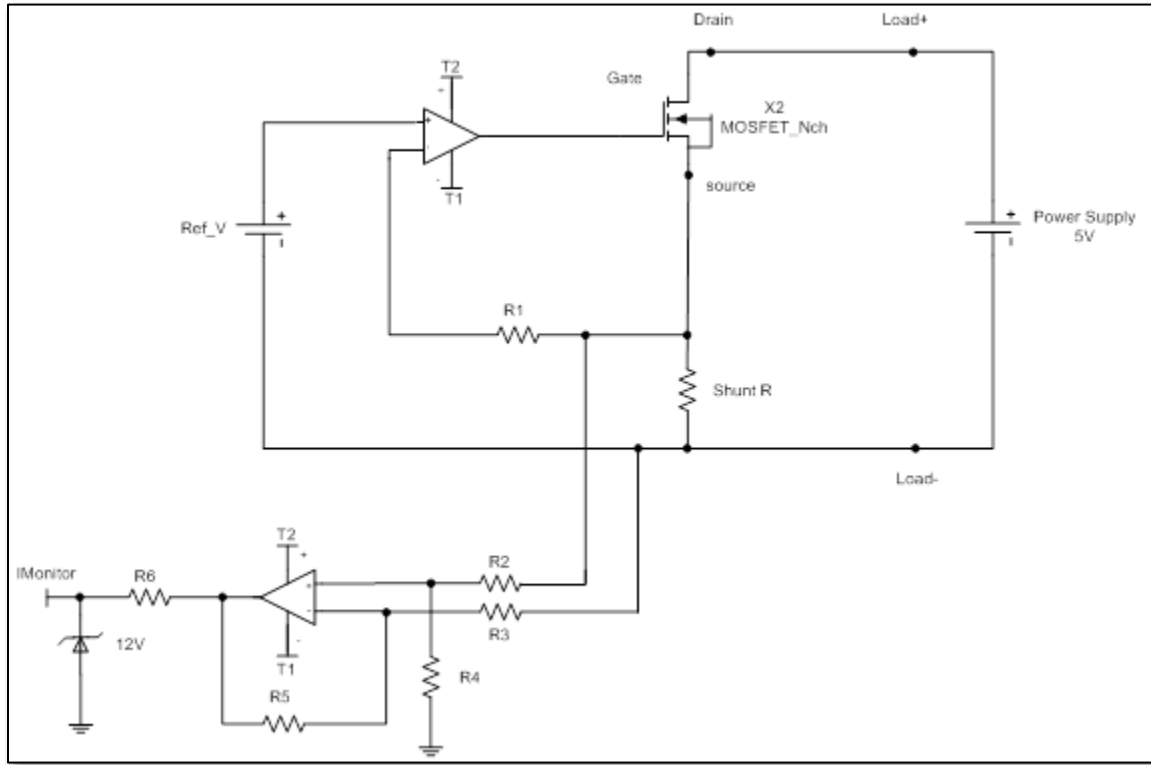 Drain
Load+
T2
Gate
X2
MOSFET_Nch
+
+
-
-
T1
source
Ref_V
+
Power Supply
5V
+
R1
Shunt R
Load-
T2
+
IMonitor
R6
R2
+
-
R3
12V
-
T1
R4
R5